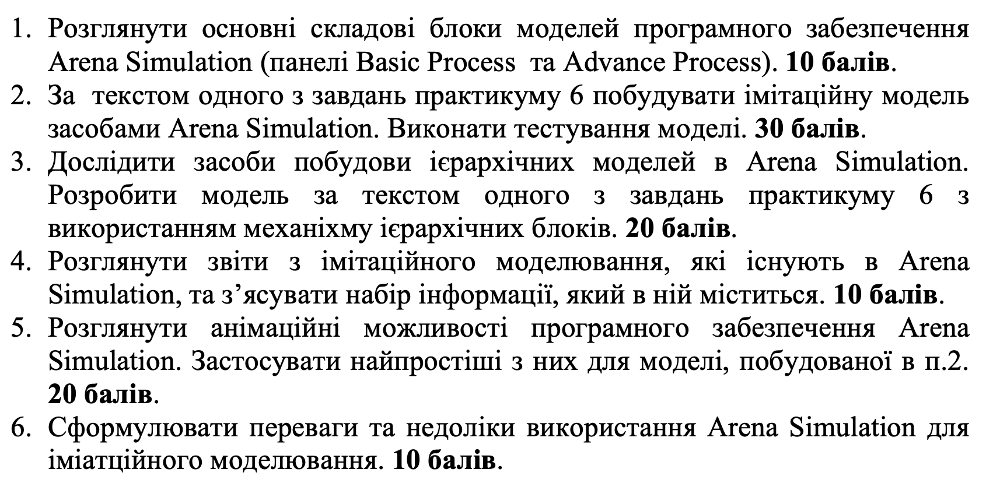 1. Розглянути основні складові блоки моделей програмного забезпечення
Arena Simulation (панелі Basic Process та Advance Process). 10 балів.
2. За текстом одного з завдань практикуму 6 побудувати імітаційну модель
засобами Arena Simulation. Виконати тестування моделі. 30 балів.
3. Дослідити засоби побудови ієрархічних моделей в Arena Simulation.
Розробити модель за текстом одного з завдань практикуму 6 з
використанням механіхму ієрархічних блоків. 20 балів.
4. Розглянути звіти з імітаційного моделювання, які існують в Arena
Simulation, та з’ясувати набір інформації, який в ній міститься. 10 балів.
5. Розглянути анімаційні можливості програмного забезпечення Arena
Simulation. Застосувати найпростіші з них для моделі, побудованої в п.2.
20 балів.
6. Сформулювати переваги та недоліки використання Arena Simulation для
іміатційного моделювання. 10 балів.